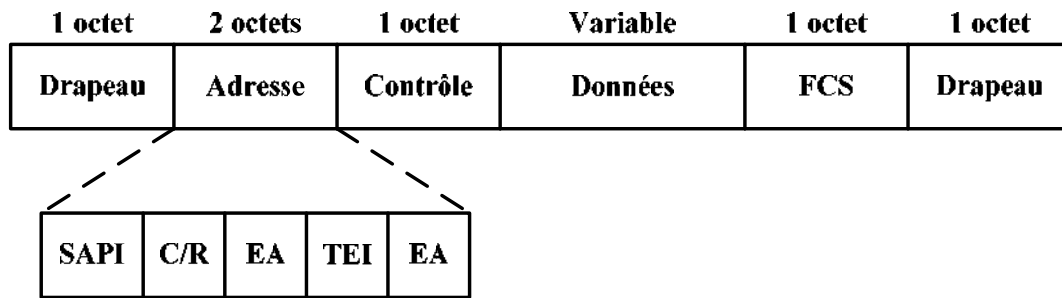 1 octet 2 octets 1 octet Variable 1 octet 1 octet
Drapeau Adresse Contrôle Données FCS Drapeau
SAPI C/R EA TEI EA